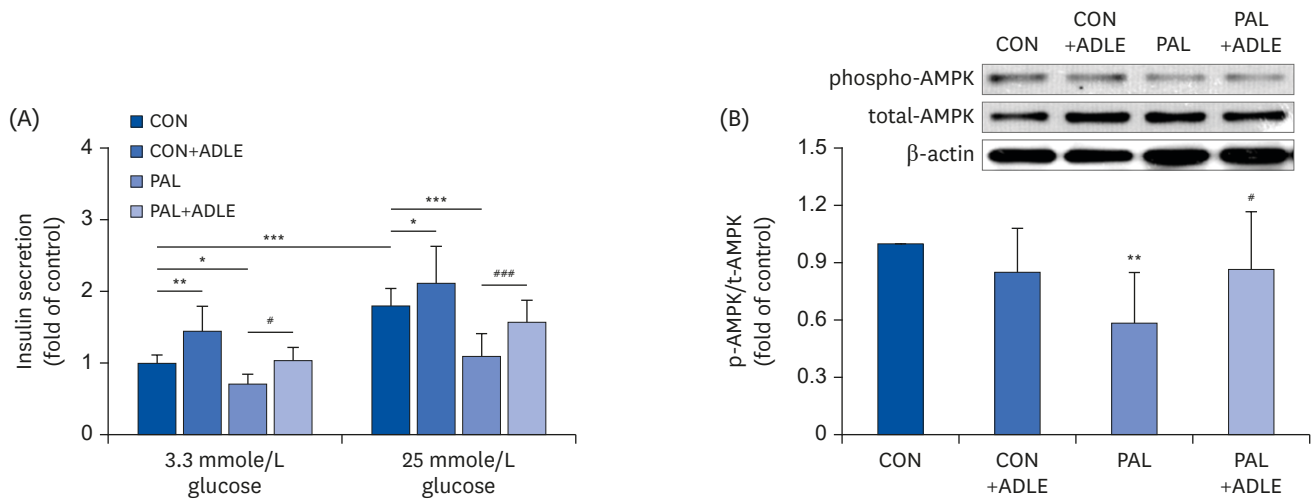 (A)
CON
CON+ADLE
PAL
PAL+ADLE
Insulin secretion
(fold of control)
4
3
2
1
0
***
*
**
#
***
*
###
3.3 mmole/L
glucose
25 mmole/L
glucose
(B)
CON
CON
+ADLE
PAL
PAL
+ADLE
phospho-AMPK
total-AMPK
β-actin
p-AMPK/t-AMPK
(fold of control)
1.5
1.2
0.9
0.6
0.3
0
**
#
CON
CON
+ADLE
PAL
PAL
+ADLE